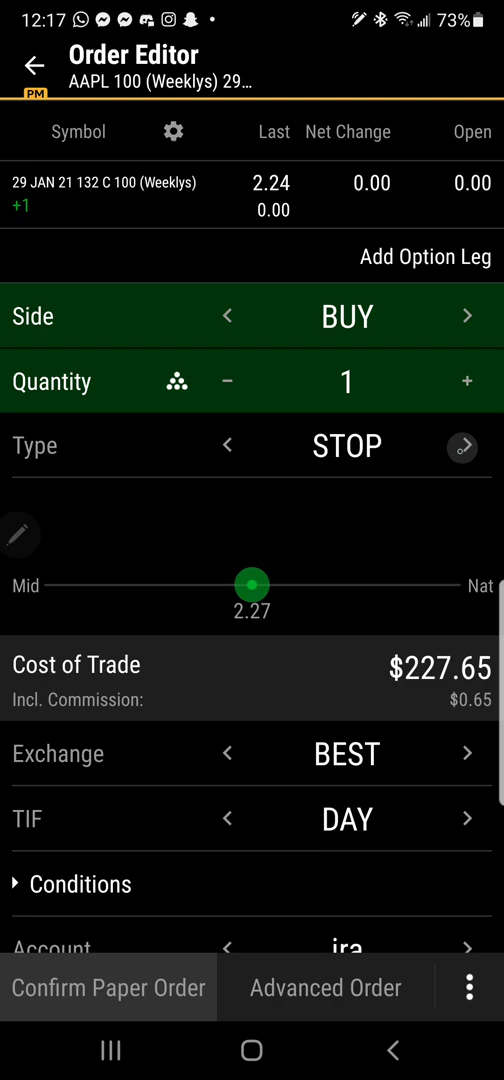 12:17 73%
Order Editor
AAPL 100 (Weeklys) 29...
PM
Symbol Last Net Change Open
29 JAN 21 132 C 100 (Weeklys) 2.24 0.00 0.00
+1 0.00
Add Option Leg
Side < BUY >
Quantity - 1 +
Type < STOP >
Mid Nat
2.27
Cost of Trade $227.65
Incl. Commission: $0.65
Exchange < BEST >
TIF < DAY >
Conditions
Account < ira >
Confirm Paper Order Advanced Order